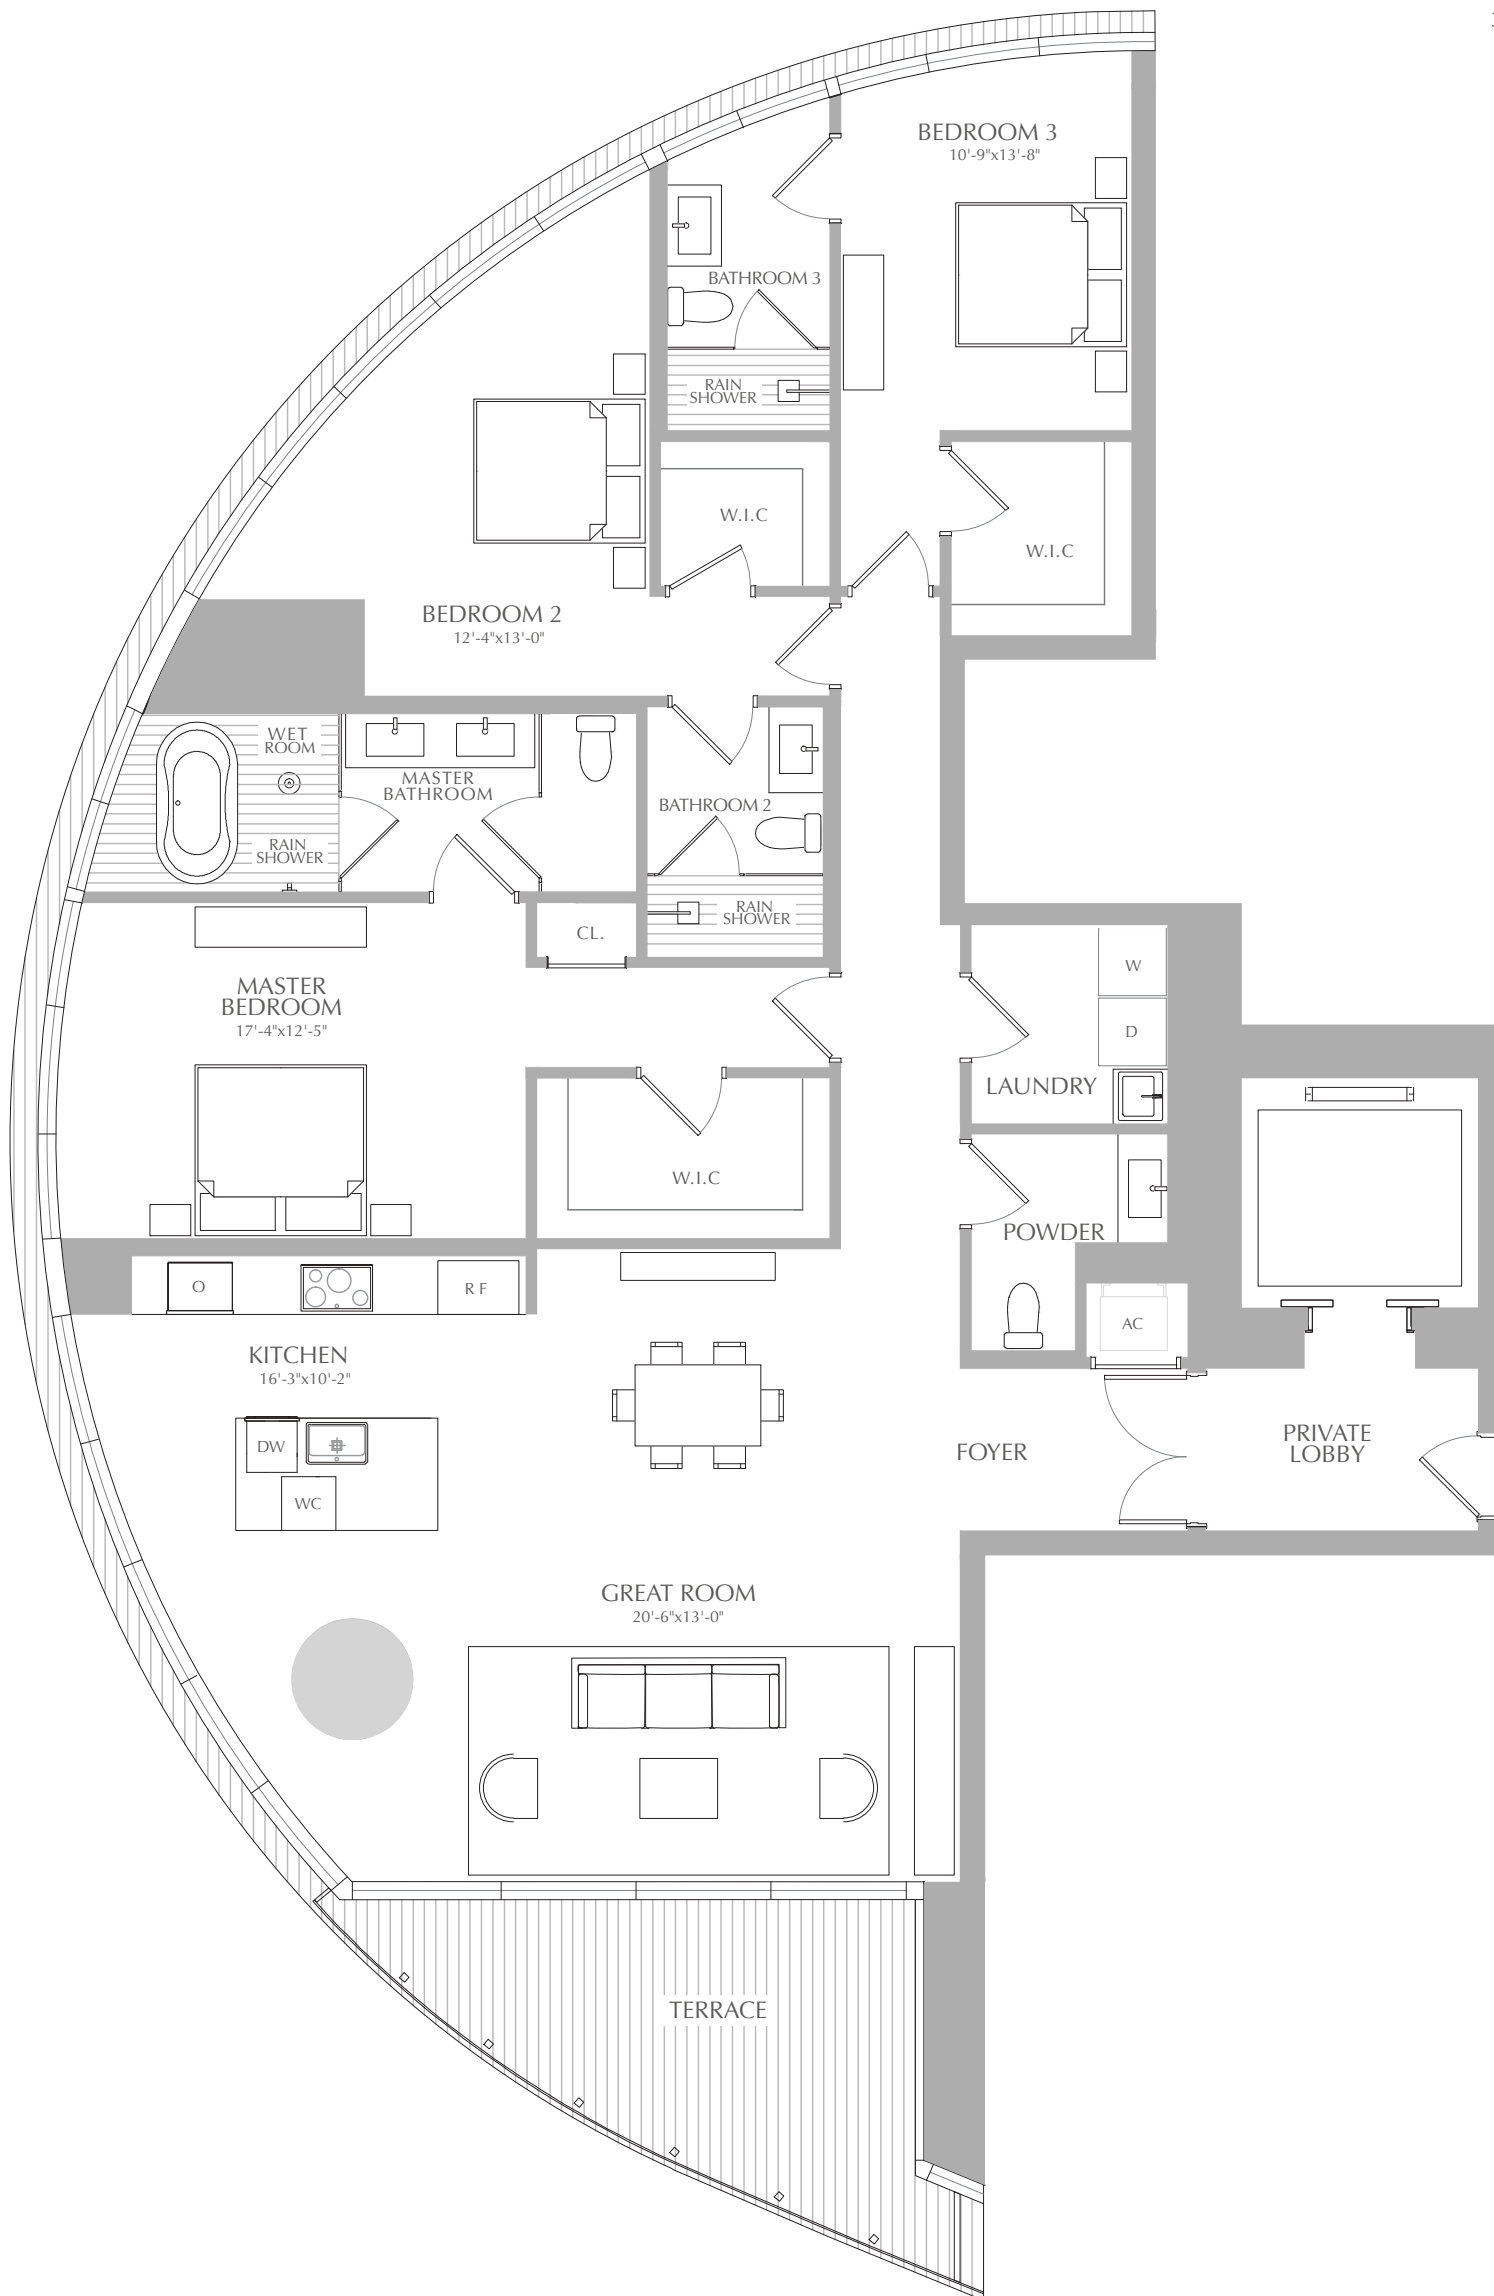 BEDROOM 3
10'-9"x13'-8"
BATHROOM 3
RAIN
SHOWER
W.I.C
W.I.C
BEDROOM 2
12'-4"x13'-0"
WET
ROOM
MASTER
BATHROOM
RAIN
SHOWER
BATHROOM 2
RAIN
SHOWER
CL.
MASTER
BEDROOM
17'-4"x12'-5"
W
D
LAUNDRY
W.I.C
POWDER
O
R F
AC
KITCHEN
16'-3"x10'-2"
DW
WC
FOYER
PRIVATE
LOBBY
GREAT ROOM
20'-6"x13'-0"
TERRACE